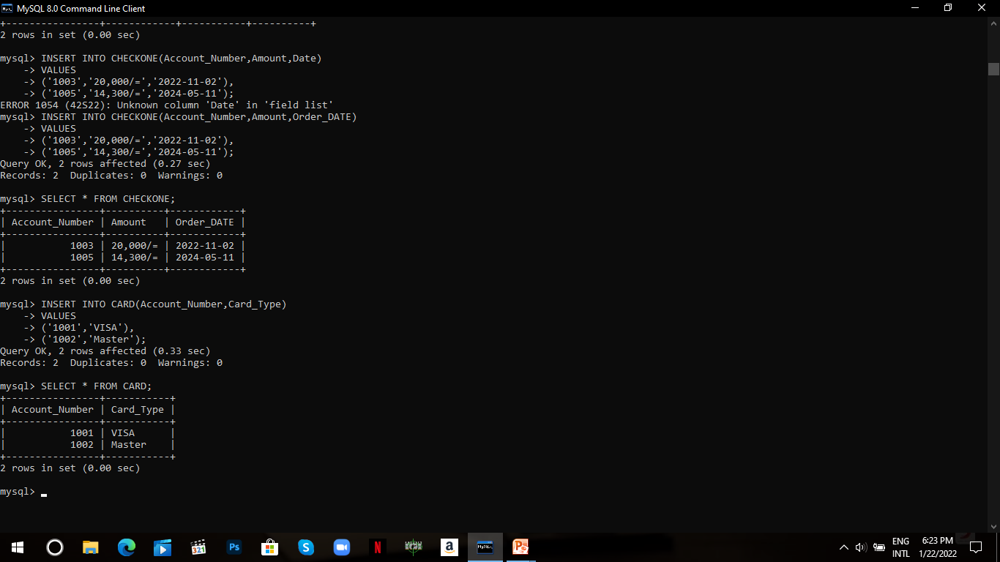 MySQL 8.0 Command Line Client
+----------------+------------+-----------+----------+
2 rows in set (0.00 sec)
mysql> INSERT INTO CHECKONE(Account_Number,Amount,Date)
    -> VALUES
    -> ('1003','20,000/=','2022-11-02'),
    -> ('1005','14,300/=','2024-05-11');
ERROR 1054 (42S22): Unknown column 'Date' in 'field list'
mysql> INSERT INTO CHECKONE(Account_Number,Amount,Order_DATE)
    -> VALUES
    -> ('1003','20,000/=','2022-11-02'),
    -> ('1005','14,300/=','2024-05-11');
Query OK, 2 rows affected (0.27 sec)
Records: 2  Duplicates: 0  Warnings: 0
mysql> SELECT * FROM CHECKONE;
+----------------+----------+------------+
| Account_Number | Amount   | Order_DATE |
+----------------+----------+------------+
|           1003 | 20,000/= | 2022-11-02 |
|           1005 | 14,300/= | 2024-05-11 |
+----------------+----------+------------+
2 rows in set (0.00 sec)
mysql> INSERT INTO CARD(Account_Number,Card_Type)
    -> VALUES
    -> ('1001','VISA'),
    -> ('1002','Master');
Query OK, 2 rows affected (0.33 sec)
Records: 2  Duplicates: 0  Warnings: 0
mysql> SELECT * FROM CARD;
+----------------+-----------+
| Account_Number | Card_Type |
+----------------+-----------+
|           1001 | VISA      |
|           1002 | Master    |
+----------------+-----------+
2 rows in set (0.00 sec)
mysql>
321
Ps
S
N
a
MySQL
P
ENG
INTL
6:23 PM
1/22/2022